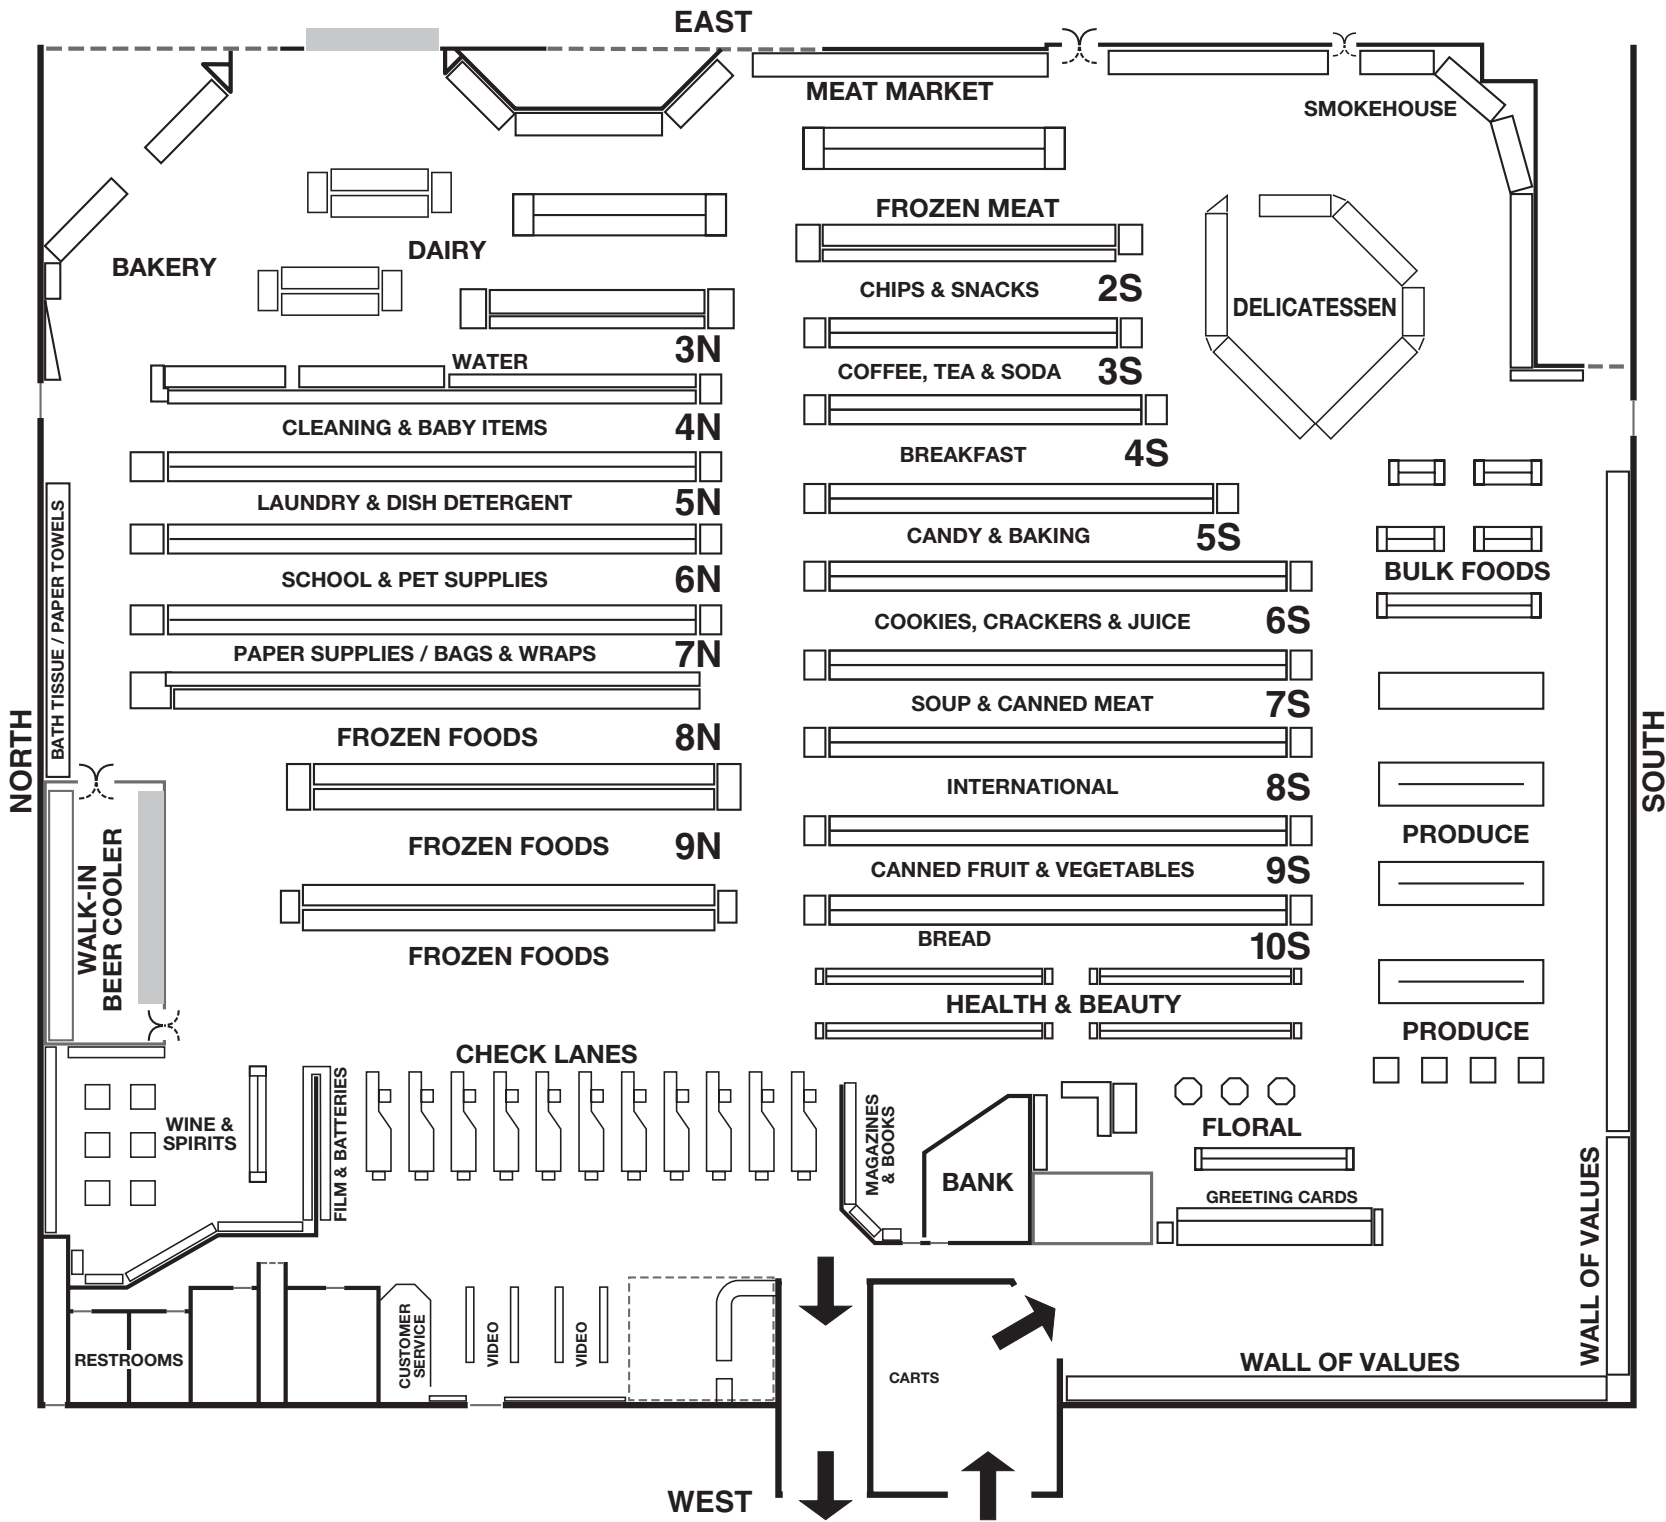 EAST
MEAT MARKET
SMOKEHOUSE
FROZEN MEAT
DAIRY
BAKERY
CHIPS & SNACKS 2S
DELICATESSEN
WATER 3N
COFFEE, TEA & SODA 3S
CLEANING & BABY ITEMS 4N
BREAKFAST 4S
LAUNDRY & DISH DETERGENT 5N
CANDY & BAKING 5S
BULK FOODS
SCHOOL & PET SUPPLIES 6N
COOKIES, CRACKERS & JUICE 6S
BATH TISSUE / PAPER TOWELS
PAPER SUPPLIES / BAGS & WRAPS 7N
SOUP & CANNED MEAT 7S
NORTH
SOUTH
FROZEN FOODS 8N
INTERNATIONAL 8S
PRODUCE
FROZEN FOODS 9N
CANNED FRUIT & VEGETABLES 9S
WALK-IN
BEER COOLER
FROZEN FOODS
BREAD 10S
HEALTH & BEAUTY
PRODUCE
CHECK LANES
WINE &
SPIRITS
FILM & BATTERIES
MAGAZINES
& BOOKS
BANK
FLORAL
GREETING CARDS
WALL OF VALUES
RESTROOMS
CUSTOMER
SERVICE
VIDEO
VIDEO
CARTS
WALL OF VALUES
WEST